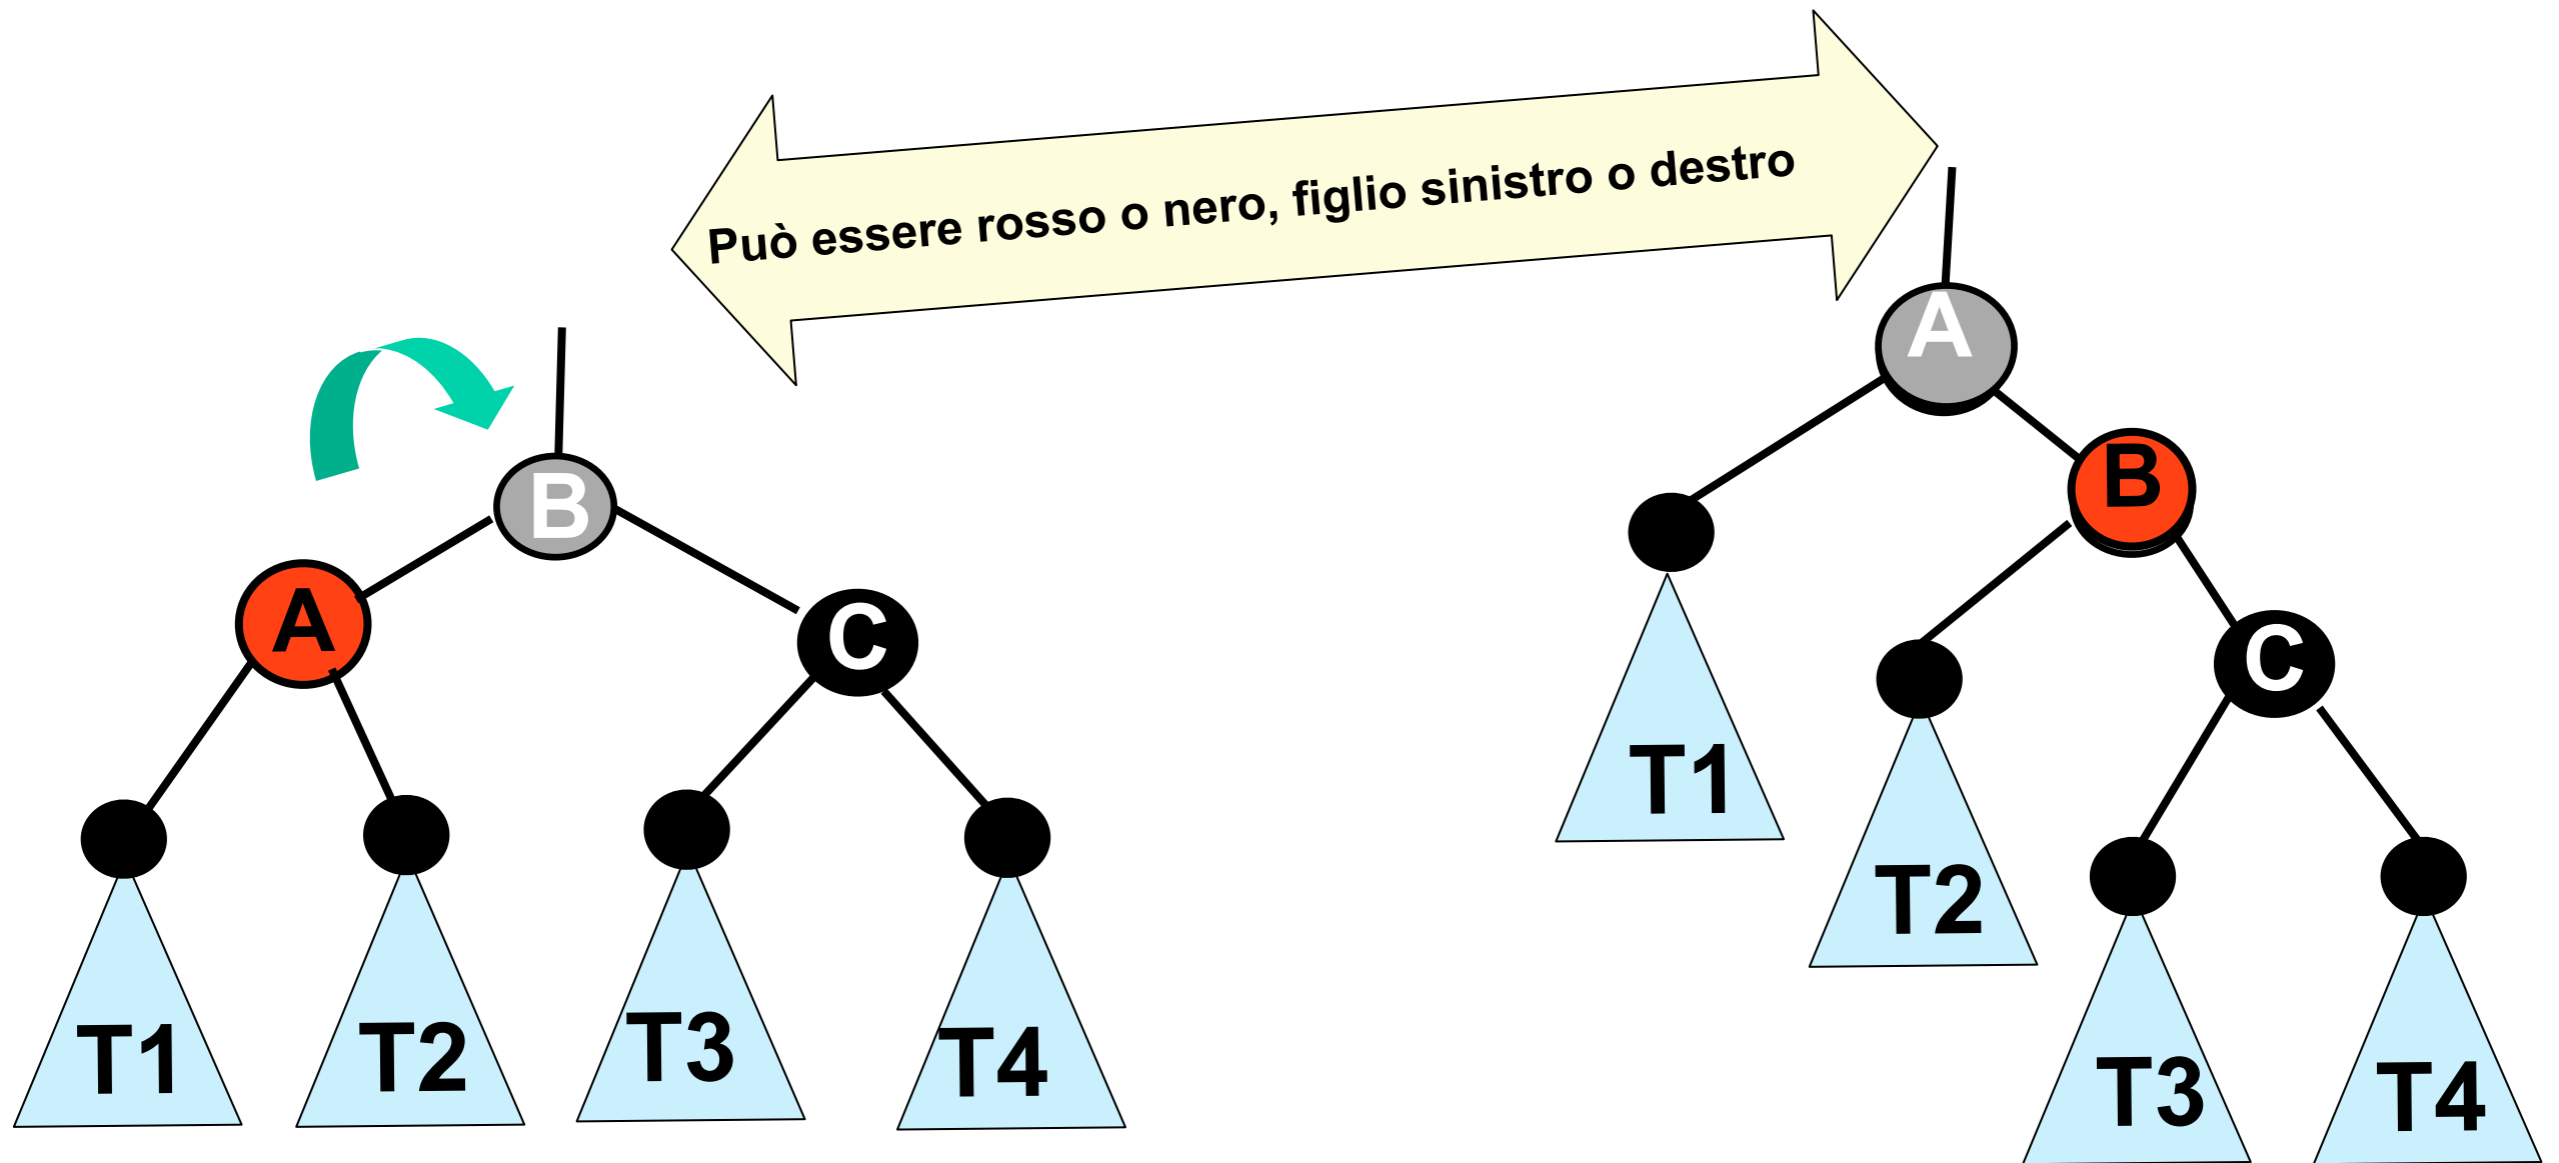 Può essere rosso o nero, figlio sinistro o destro
B
A
C
T1
T2
T3
T4
A
B
C
T1
T2
T3
T4